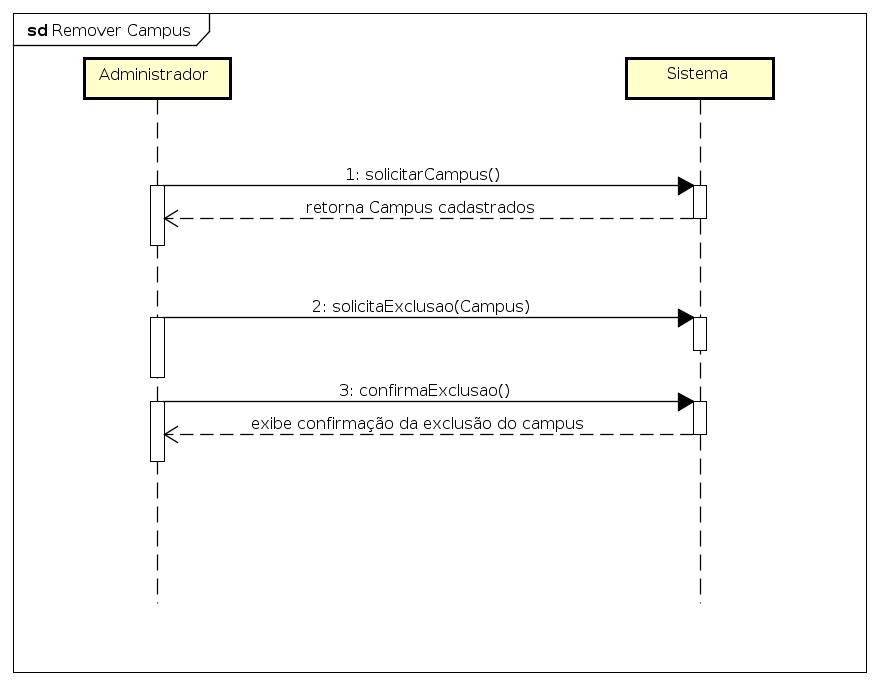 sd Remover Campus
Administrador
Sistema
1: solicitarCampus()
retorna Campus cadastrados
2: solicitaExclusao(Campus)
3: confirmaExclusao()
exibe confirmação da exclusão do campus